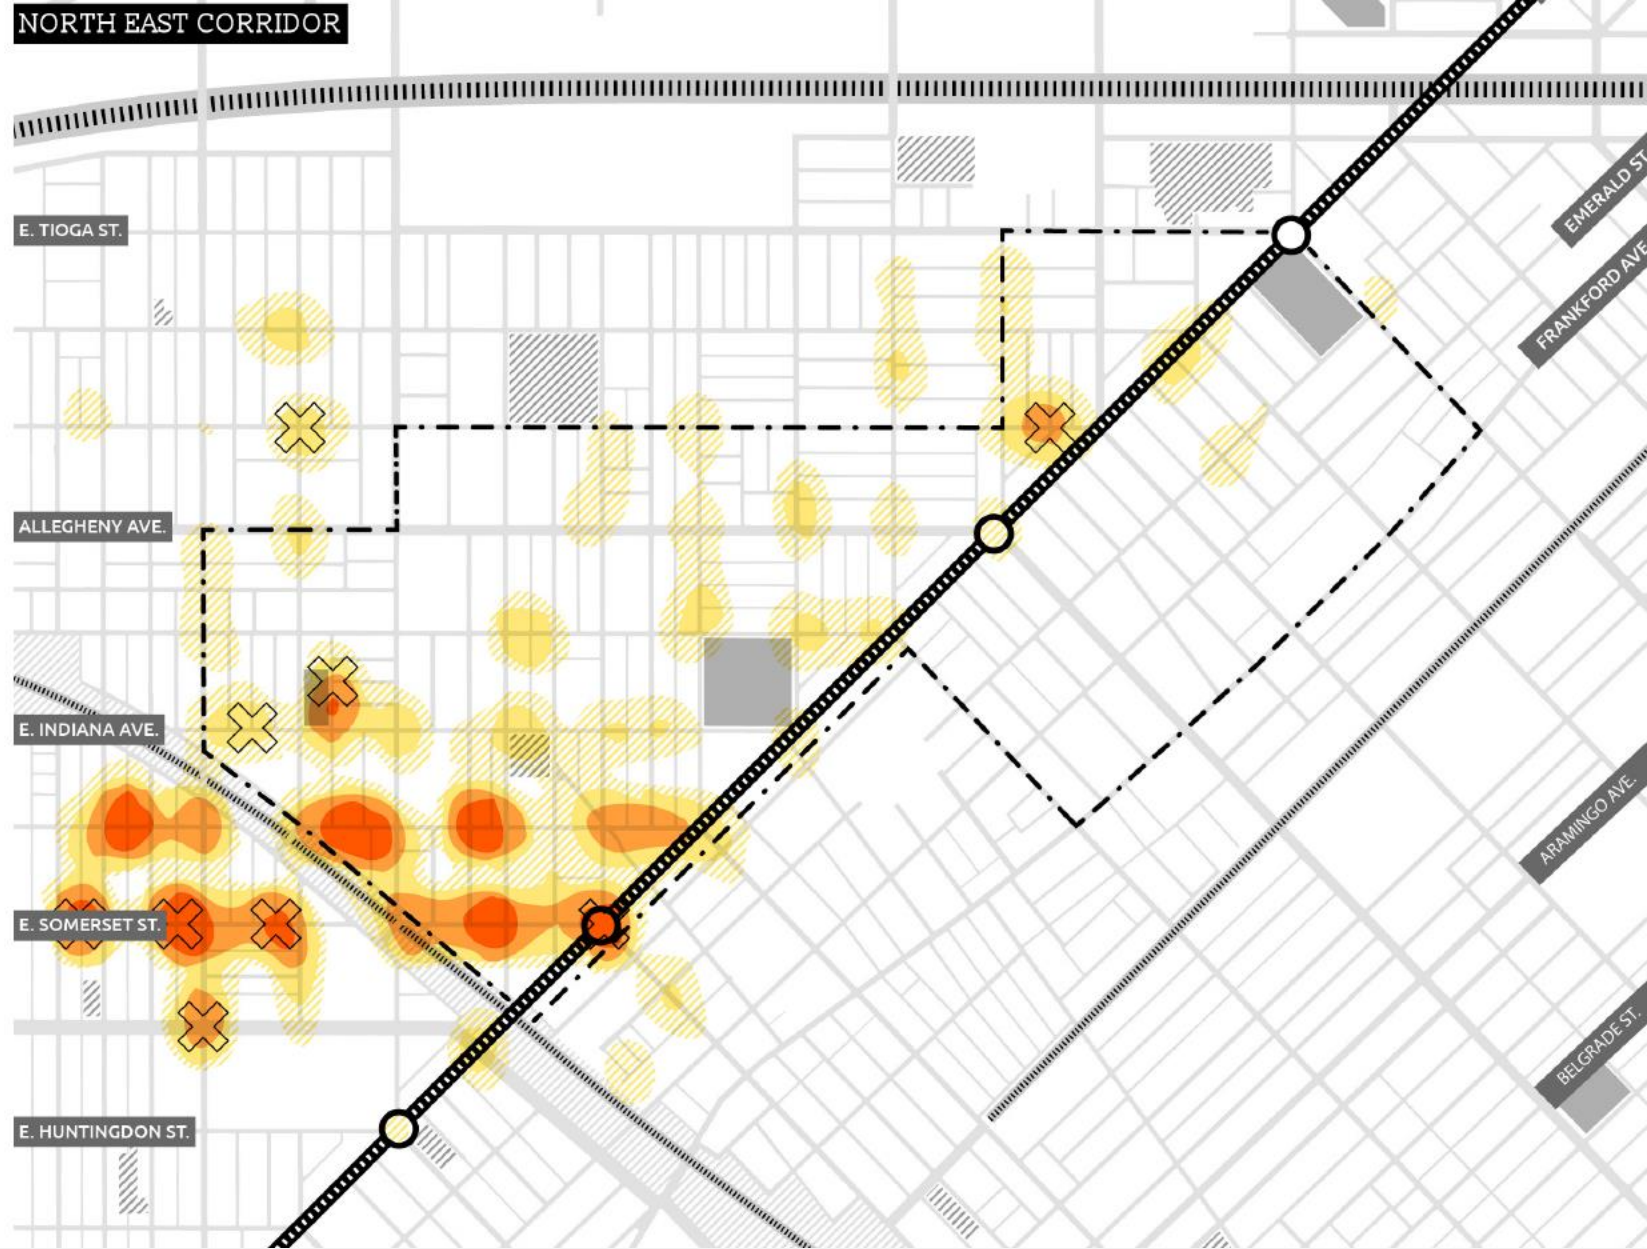 NORTH EAST CORRIDOR
E. TIOGA ST.
EMERALD ST.
FRANKFORD AVE.
ALLEGHENY AVE.
E. INDIANA AVE.
ARAMINGO AVE.
E. SOMERSET ST.
BELGRADE ST.
E. HUNTINGDON ST.